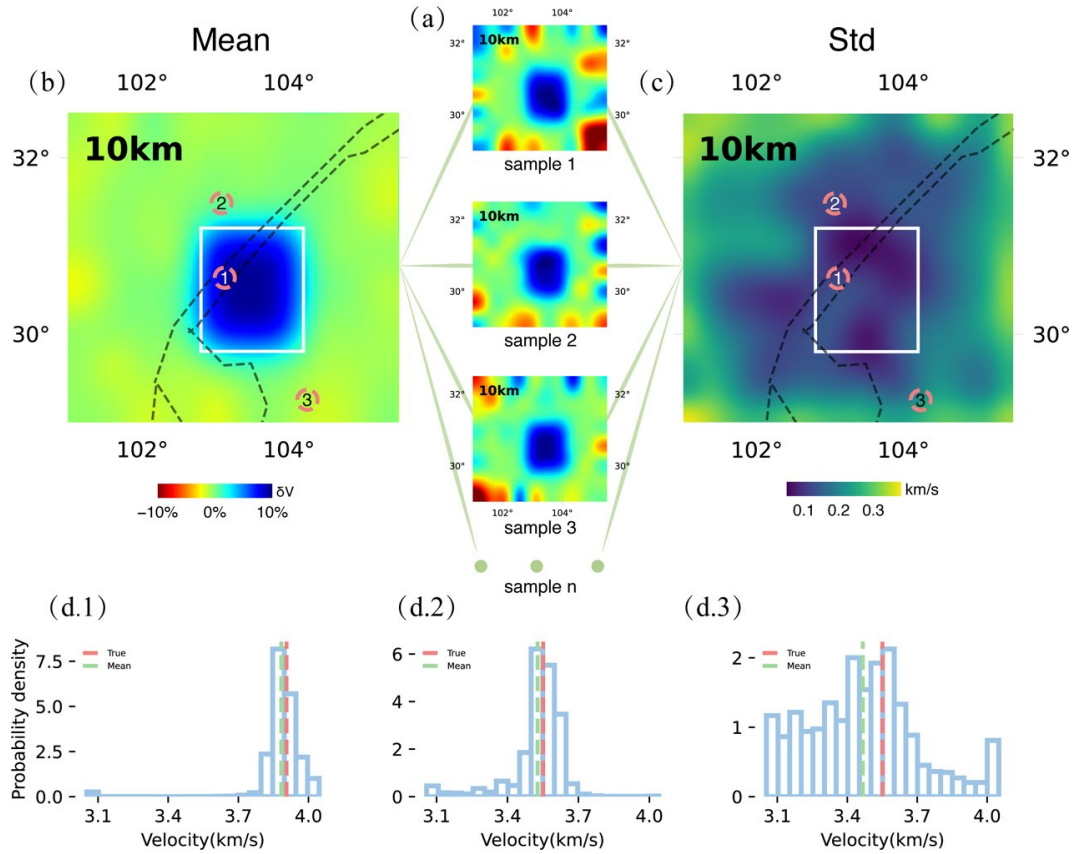 (a)
Mean
Std
102° 104°
32° 32°
10km
30° 30°
102° 104°
sample 1
(b) 102° 104°
(c) 102° 104°
10km
10km
32° 32°
2
2
1
1
30° 30°
3
3
102° 104°
102° 104°
32° 32°
10km
30° 30°
sample 2
32° 32°
10km
30° 30°
102° 104°
sample 3
δV
−10% 0% 10%
km/s
0.1 0.2 0.3
sample n
(d.1)
(d.2)
(d.3)
Probability density
7.5
5.0
2.5
0.0
True
Mean
3.1 3.4 3.7 4.0
Velocity(km/s)
6
4
2
0
True
Mean
3.1 3.4 3.7 4.0
Velocity(km/s)
2
1
0
True
Mean
3.1 3.4 3.7 4.0
Velocity(km/s)